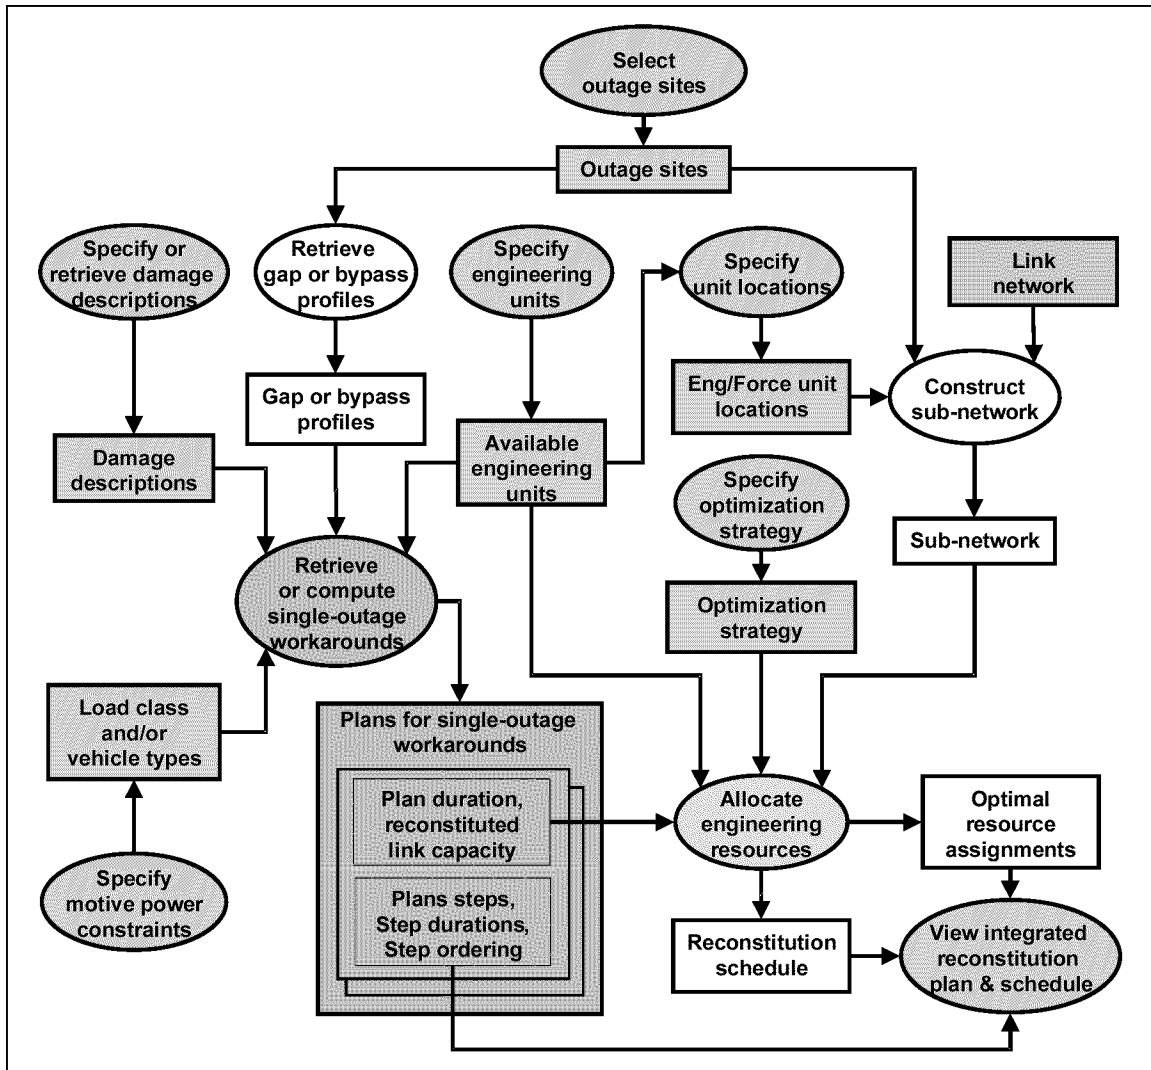 Select
outage sites
Outage sites
Specify or
retrieve damage
descriptions
Retrieve
gap or bypass
profiles
Specify
engineering
units
Specify
unit locations
Link
network
Gap or bypass
profiles
Eng/Force unit
locations
Construct
sub-network
Damage
descriptions
Available
engineering
units
Specify
optimization
strategy
Sub-network
Retrieve
or compute
single-outage
workarounds
Optimization
strategy
Load class
and/or
vehicle types
Plans for single-outage
workarounds
Plan duration,
reconstituted
link capacity
Allocate
engineering
resources
Optimal
resource
assignments
Specify
motive power
constraints
Plans steps,
Step durations,
Step ordering
Reconstitution
schedule
View integrated
reconstitution
plan & schedule